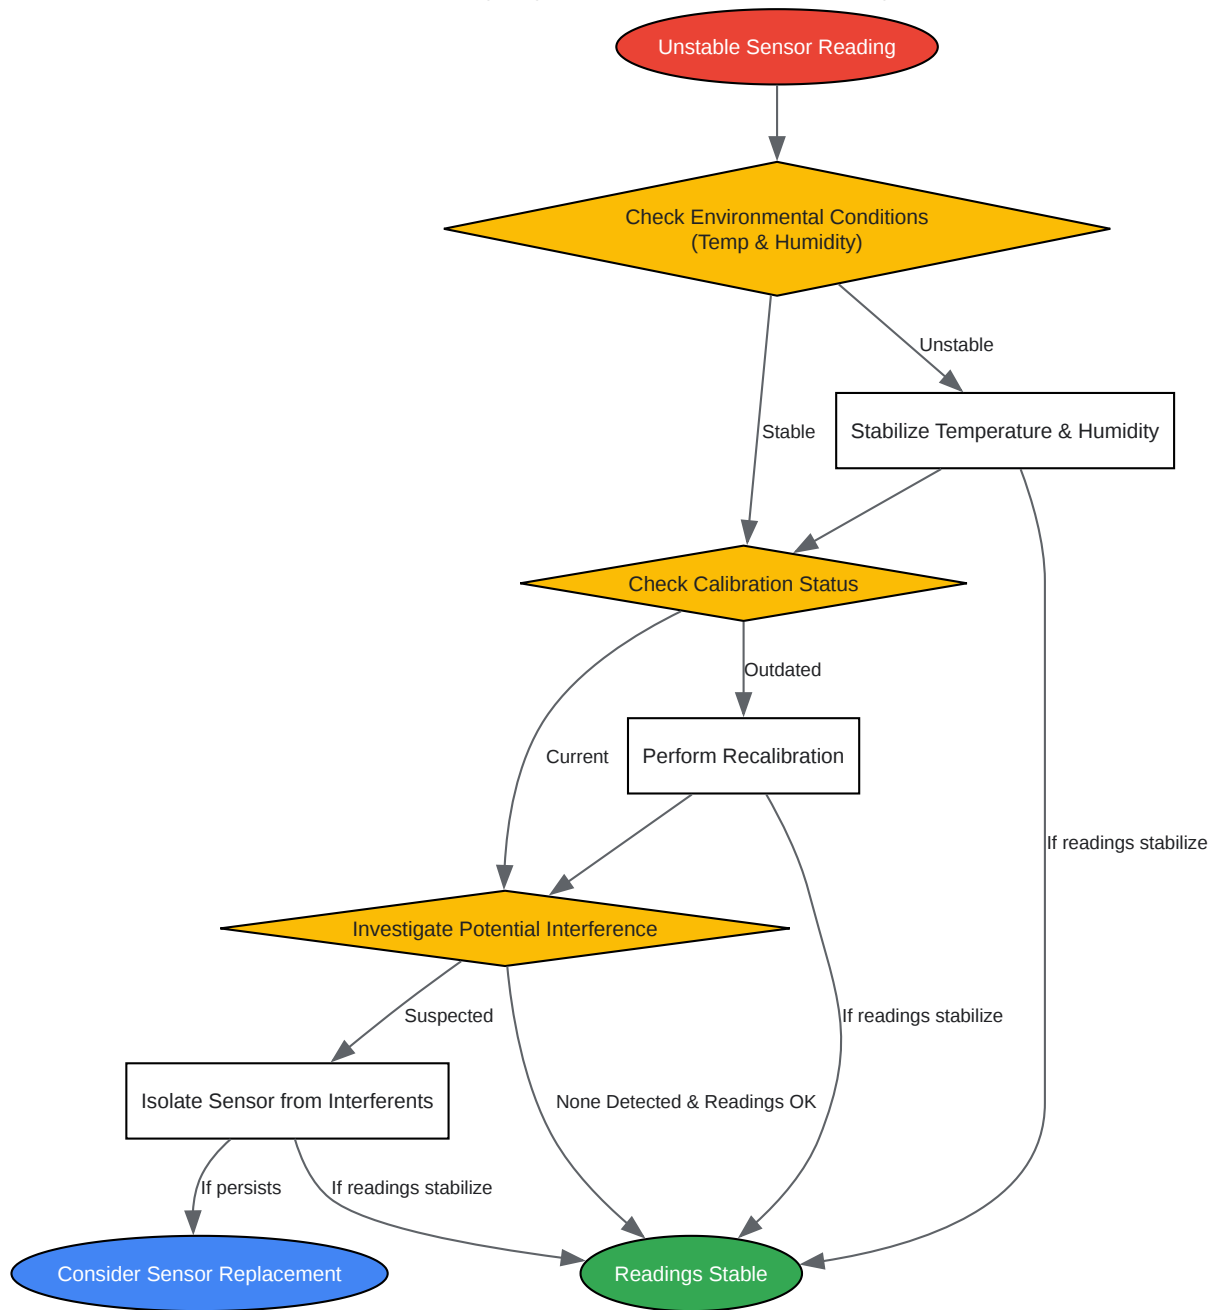 Unstable Sensor Reading
Check Environmental Conditions
(Temp & Humidity)
Unstable
Stabilize Temperature & Humidity
Stable
Check Calibration Status
Outdated
Current
Perform Recalibration
If readings stabilize
Investigate Potential Interference
Suspected
If readings stabilize
Isolate Sensor from Interferents
None Detected & Readings OK
If persists
If readings stabilize
Consider Sensor Replacement
Readings Stable